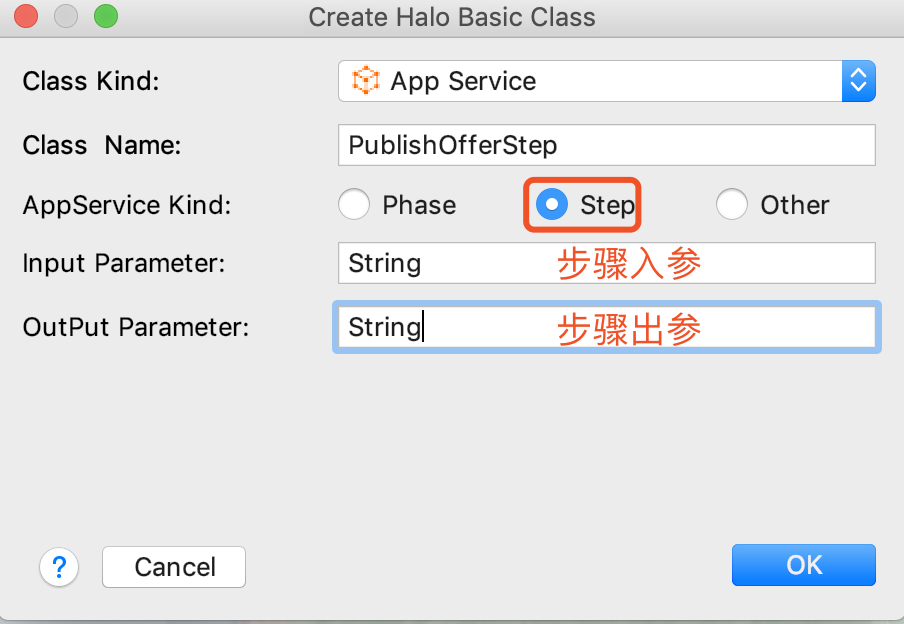 Create Halo Basic Class
Class Kind: App Service
Class Name: PublishOfferStep
AppService Kind: Phase Step Other
Input Parameter: String 步骤入参
OutPut Parameter: String 步骤出参
? Cancel OK